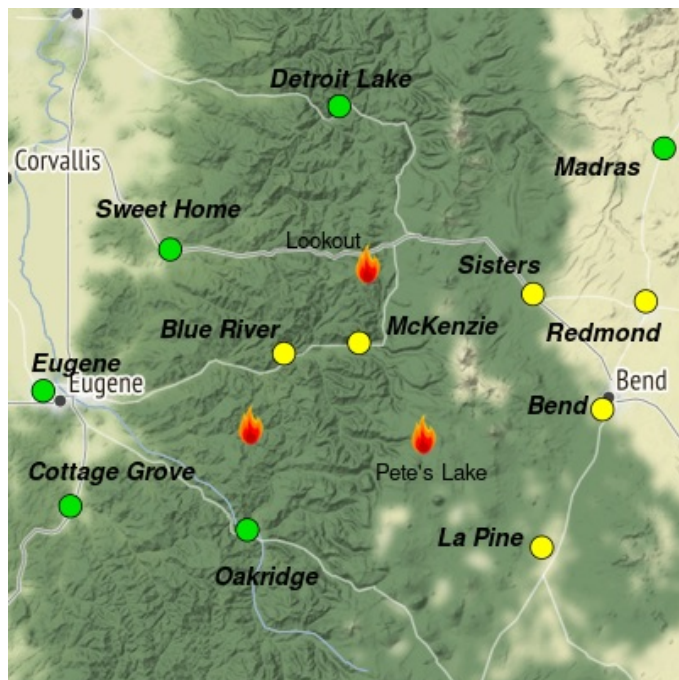 Detroit Lake
Corvallis
Madras
Sweet Home
Lookout
Sisters
Blue River
McKenzie
Redmond
Eugene
Eugene
Bend
Bend
Cottage Grove
Pete's Lake
La Pine
Oakridge